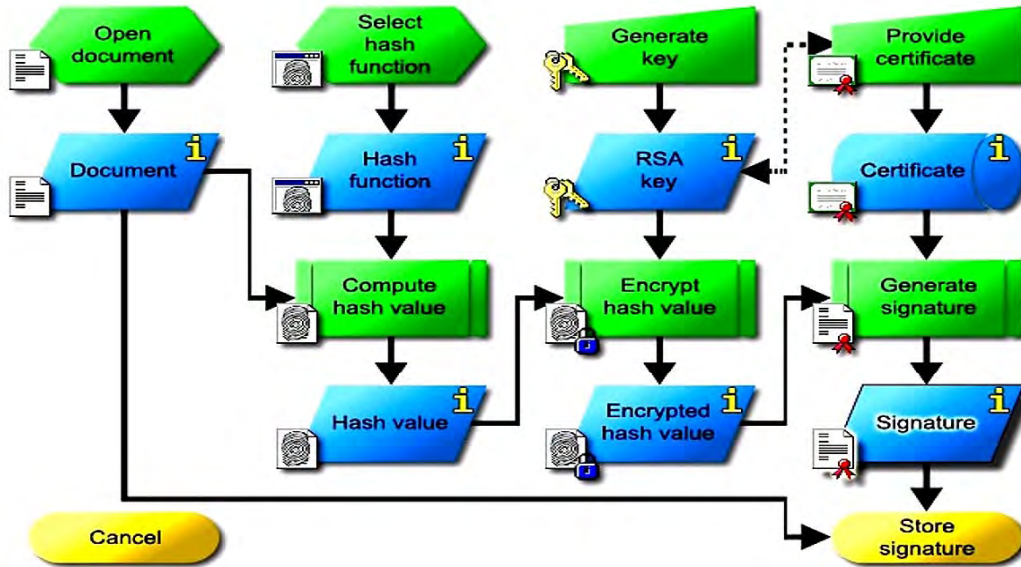 Open
document
Select
hash
function
Generate
key
Provide
certificate
Document
i
Hash
function
i
RSA
key
i
Certificate
i
Compute
hash value
Encrypt
hash value
Generate
signature
Hash value
i
Encrypted
hash value
i
Signature
i
Cancel
Store
signature